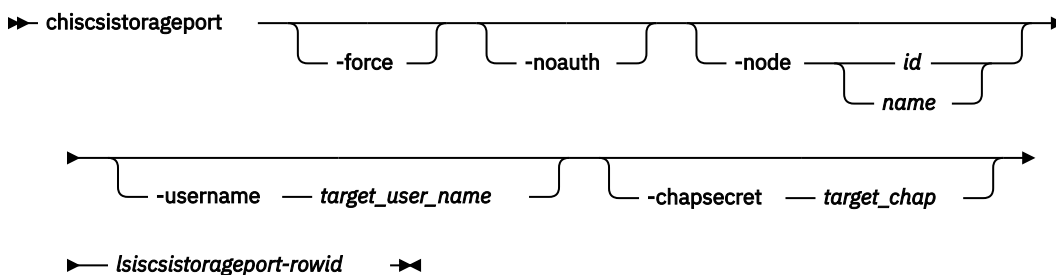 chiscsistorageport
-force -noauth -node id
name
-username target_user_name -chapsecret target_chap
lsiscsistorageport-rowid